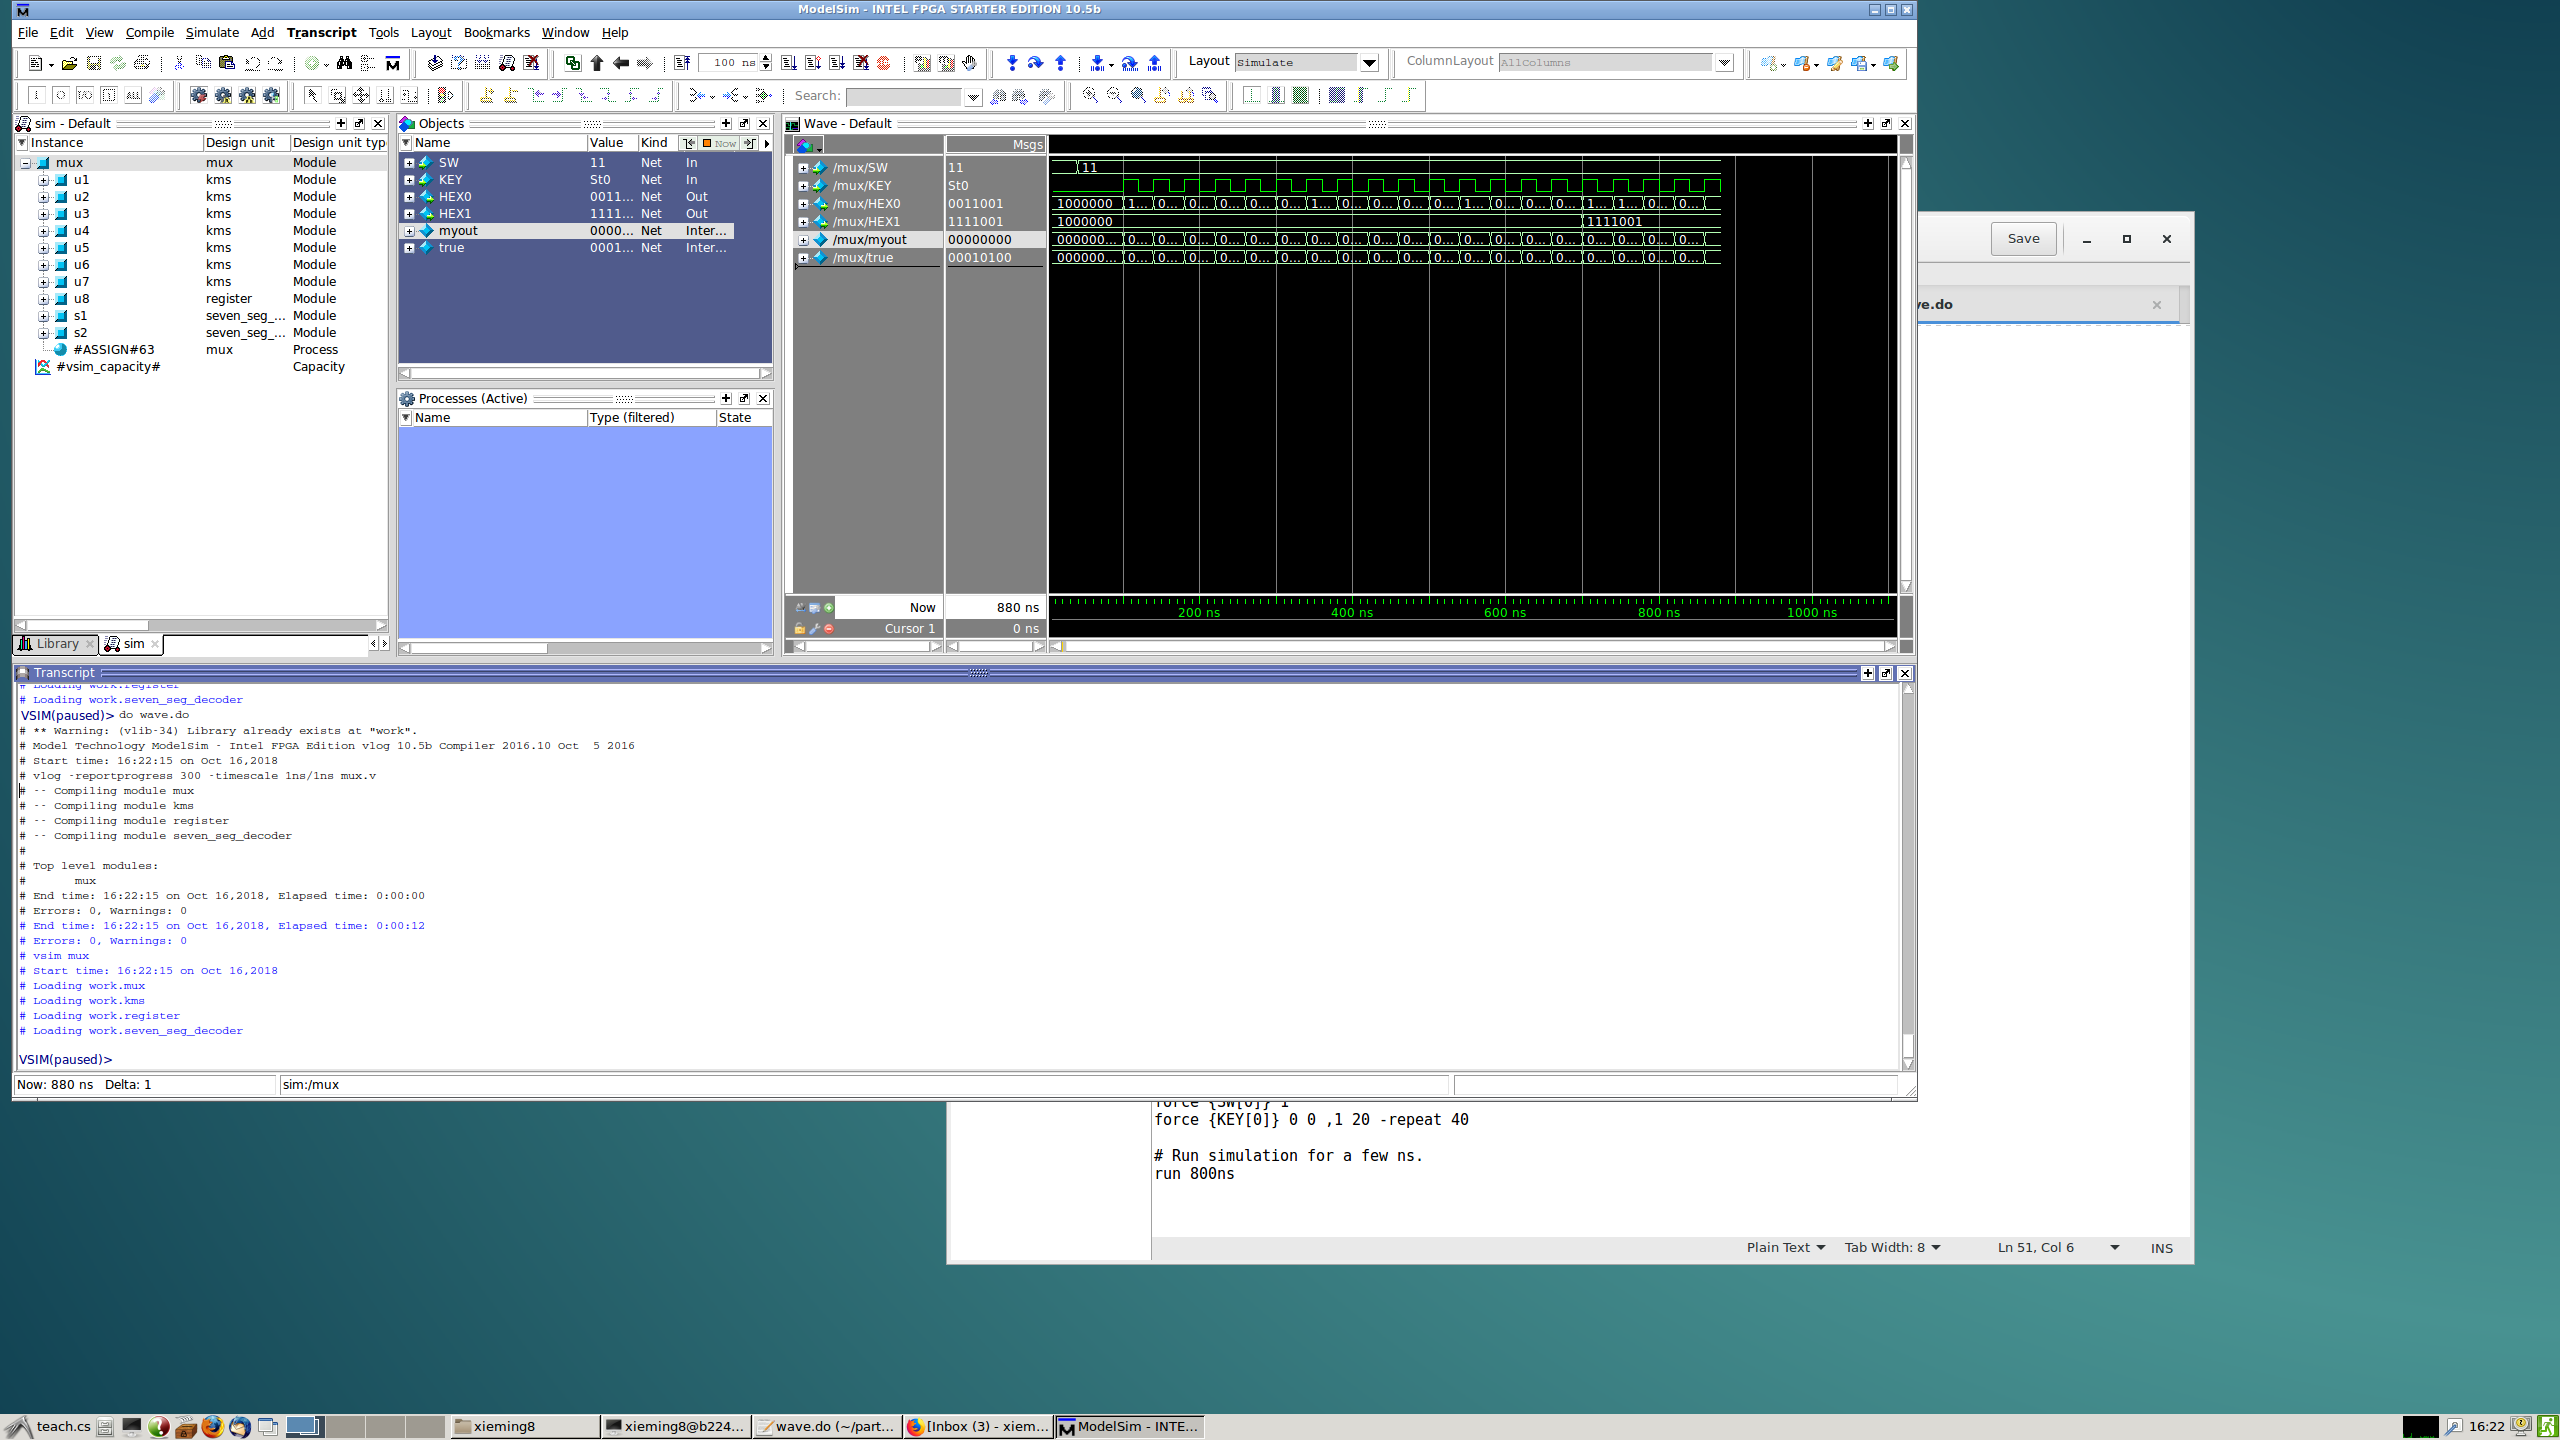 ModelSim - INTEL FPGA STARTER EDITION 10.5b
File Edit View Compile Simulate Add Transcript Tools Layout Bookmarks Window Help
100 ns
Layout Simulate
ColumnLayout AllColumns
ALL
Search:
sim - Default
Instance Design unit Design unit typ
mux mux Module
u1 kms Module
u2 kms Module
u3 kms Module
u4 kms Module
u5 kms Module
u6 kms Module
u7 kms Module
u8 register Module
s1 seven_seg_... Module
s2 seven_seg_... Module
#ASSIGN#63 mux Process
#vsim_capacity# Capacity
Library sim
Objects
Name Value Kind Now
SW 11 Net In
KEY St0 Net In
HEX0 0011... Net Out
HEX1 1111... Net Out
myout 0000... Net Inter...
true 0001... Net Inter...
Processes (Active)
Name Type (filtered) State
Wave - Default
Msgs
/mux/SW 11 11
/mux/KEY St0
/mux/HEX0 0011001 1000000 1... 0... 0... 0... 0... 0... 1... 0... 0... 0... 0... 1... 0... 0... 0... 1... 1... 0... 0...
/mux/HEX1 1111001 1000000 1111001
/mux/myout 00000000 000000... 0... 0... 0... 0... 0... 0... 0... 0... 0... 0... 0... 0... 0... 0... 0... 0... 0... 0... 0...
/mux/true 00010100 000000... 0... 0... 0... 0... 0... 0... 0... 0... 0... 0... 0... 0... 0... 0... 0... 0... 0... 0... 0...
Now 880 ns 200 ns 400 ns 600 ns 800 ns 1000 ns
Cursor 1 0 ns
Transcript
# Loading work.register
# Loading work.seven_seg_decoder
VSIM(paused)> do wave.do
# ** Warning: (vlib-34) Library already exists at "work".
# Model Technology ModelSim - Intel FPGA Edition vlog 10.5b Compiler 2016.10 Oct  5 2016
# Start time: 16:22:15 on Oct 16,2018
# vlog -reportprogress 300 -timescale 1ns/1ns mux.v
# -- Compiling module mux
# -- Compiling module kms
# -- Compiling module register
# -- Compiling module seven_seg_decoder
#
# Top level modules:
# mux
# End time: 16:22:15 on Oct 16,2018, Elapsed time: 0:00:00
# Errors: 0, Warnings: 0
# End time: 16:22:15 on Oct 16,2018, Elapsed time: 0:00:12
# Errors: 0, Warnings: 0
# vsim mux
# Start time: 16:22:15 on Oct 16,2018
# Loading work.mux
# Loading work.kms
# Loading work.register
# Loading work.seven_seg_decoder
VSIM(paused)>
Now: 880 ns Delta: 1 sim:/mux
Save
ve.do
force {SW[0]} 1
force {KEY[0]} 0 0 ,1 20 -repeat 40
# Run simulation for a few ns.
run 800ns
Plain Text Tab Width: 8 Ln 51, Col 6 INS
teach.cs xieming8 xieming8@b224... wave.do (~/part... [Inbox (3) - xiem... ModelSim - INTE... 16:22